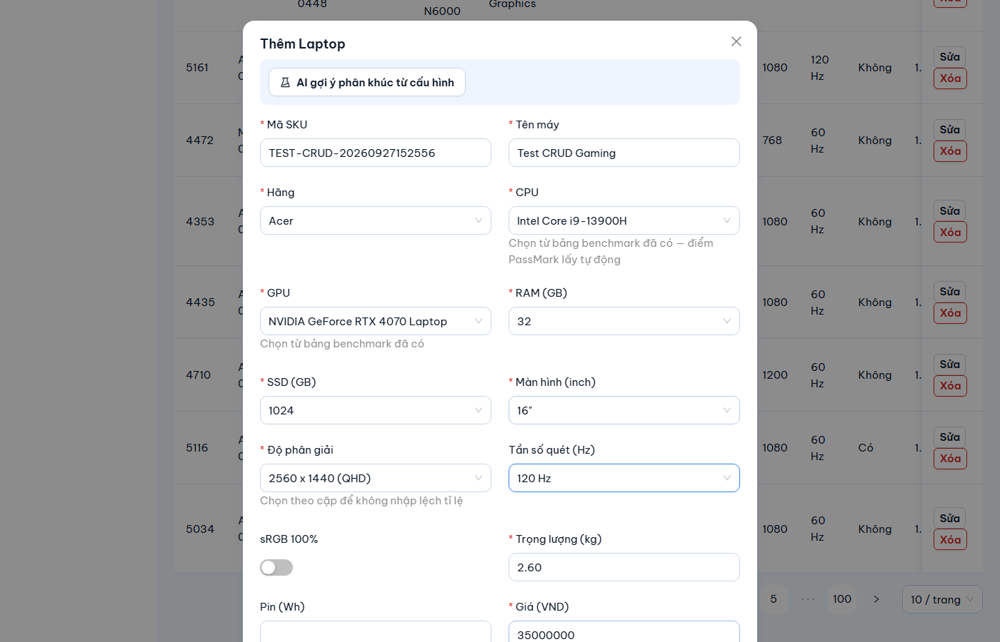 0448
N6000
Graphics
Thêm Laptop
AI gợi ý phân khúc từ cấu hình
* Mã SKU
* Tên máy
TEST-CRUD-20260927152556
Test CRUD Gaming
* Hãng
* CPU
Acer
Intel Core i9-13900H
Chọn từ bảng benchmark đã có — điểm
PassMark lấy tự động
* GPU
* RAM (GB)
NVIDIA GeForce RTX 4070 Laptop
32
Chọn từ bảng benchmark đã có
* SSD (GB)
* Màn hình (inch)
1024
16"
* Độ phân giải
Tần số quét (Hz)
2560 x 1440 (QHD)
120 Hz
Chọn theo cặp để không nhập lệch tỉ lệ
sRGB 100%
* Trọng lượng (kg)
2.60
Pin (Wh)
* Giá (VND)
35000000
5161
1080
120
Hz
Không
1.
Sửa
Xóa
4472
768
60
Hz
Không
1.
Sửa
Xóa
4353
1080
60
Hz
Không
1.
Sửa
Xóa
4435
1080
60
Hz
Không
1.
Sửa
Xóa
4710
1200
60
Hz
Không
1.
Sửa
Xóa
5116
1080
60
Hz
Có
1.
Sửa
Xóa
5034
1080
60
Hz
Không
1.
Sửa
Xóa
5
•••
100
>
10 / trang